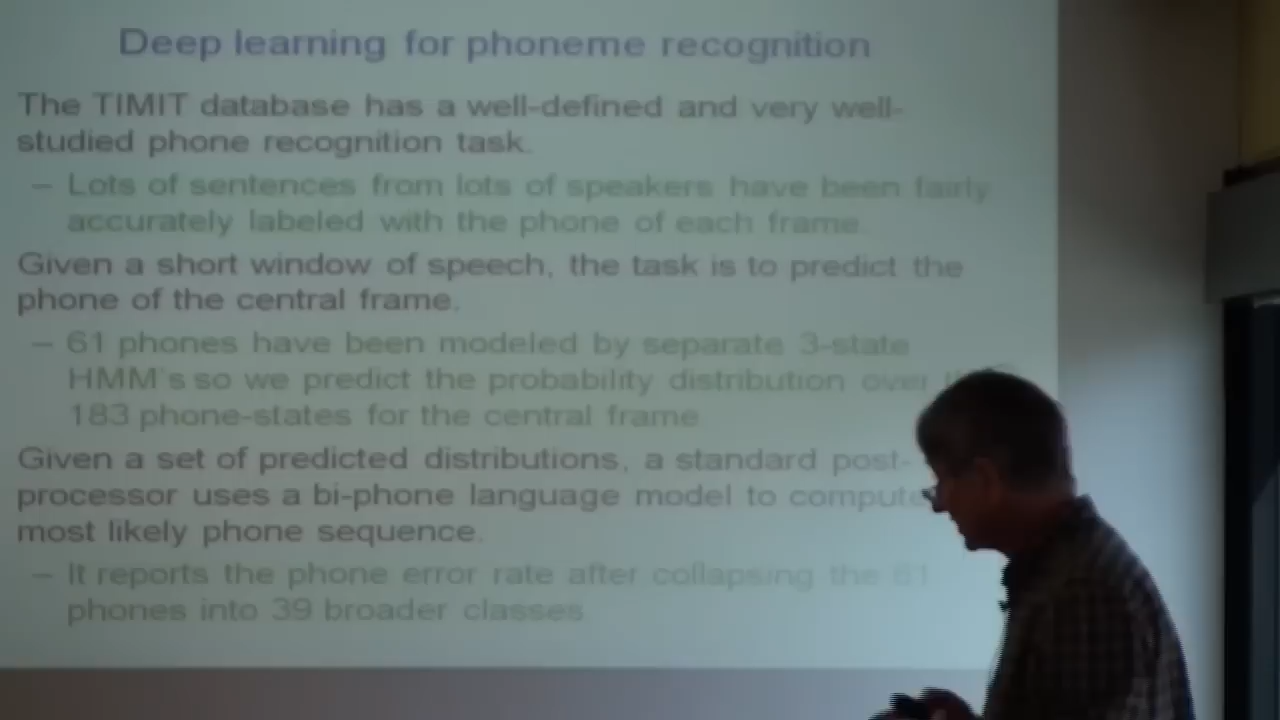 Deep learning for phoneme recognition
The TIMIT database has a well-defined and very well-
studied phone recognition task.
– Lots of sentences from lots of speakers have been fairly
accurately labeled with the phone of each frame.
Given a short window of speech, the task is to predict the
phone of the central frame.
– 61 phones have been modeled by separate 3-state
HMM's so we predict the probability distribution over
183 phone-states for the central frame
Given a set of predicted distributions, a standard post-
processor uses a bi-phone language model to compute
most likely phone sequence.
– It reports the phone error rate after collapsing the 61
phones into 39 broader classes